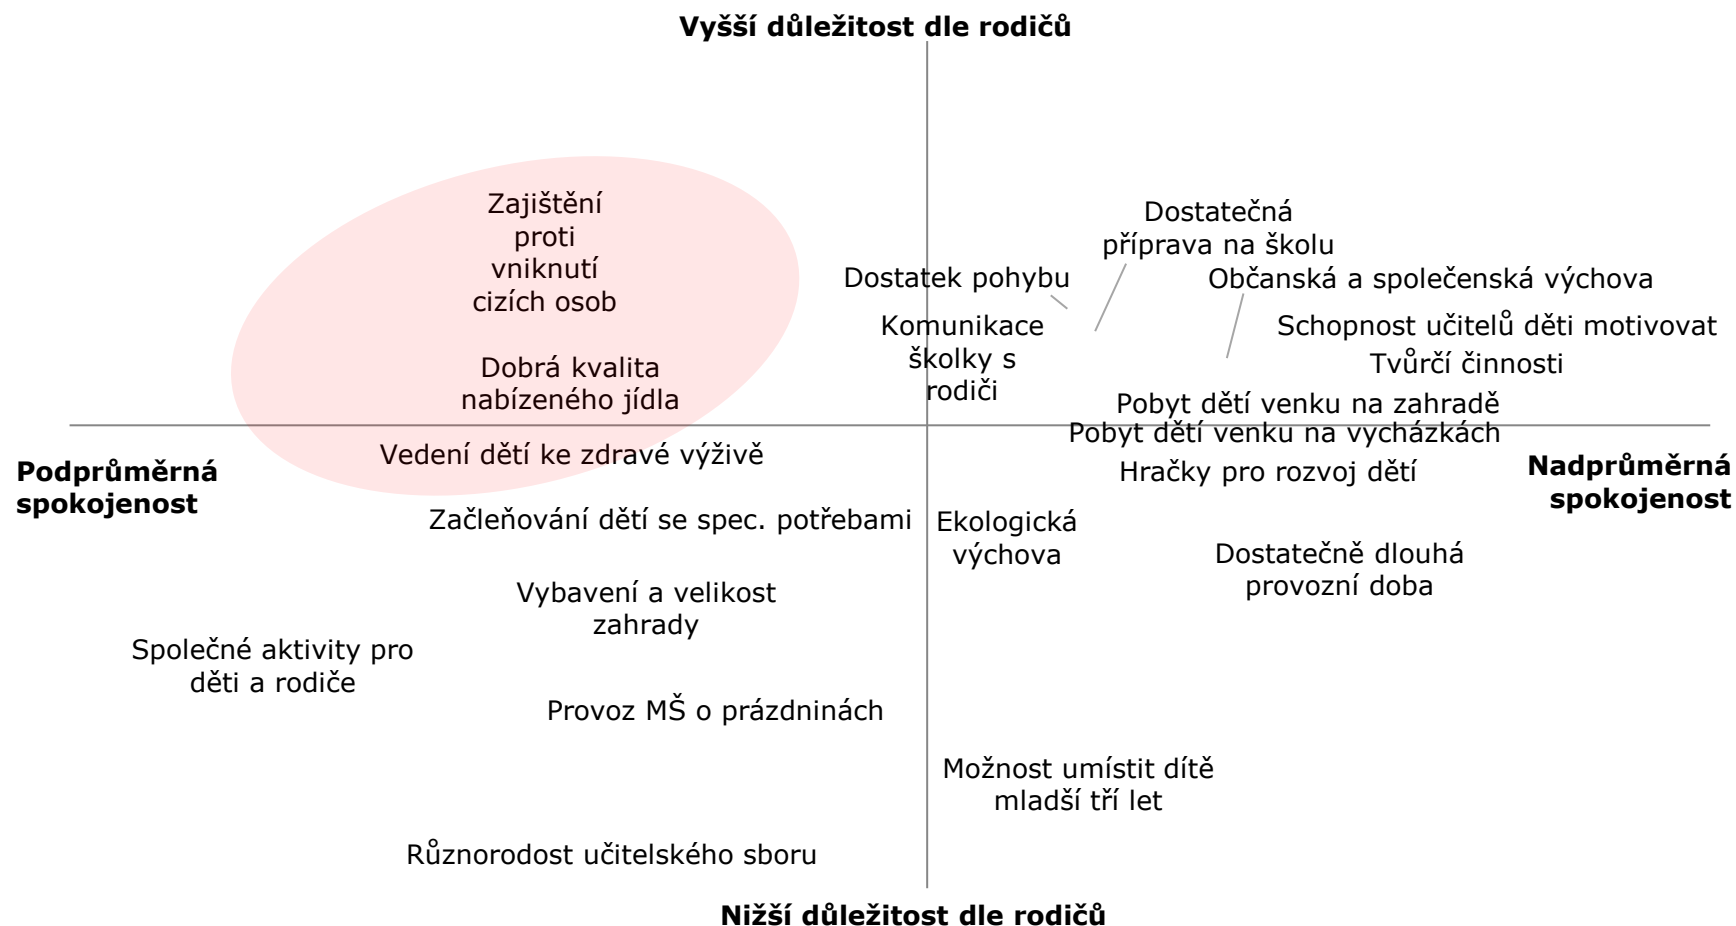 Vyšší důležitost dle rodičů
Zajištění
proti
vniknutí
cizích osob
Dostatečná
příprava na školu
Dostatek pohybu
Občanská a společenská výchova
Komunikace
školky s
rodiči
Schopnost učitelů děti motivovat
Tvůrčí činnosti
Dobrá kvalita
nabízeného jídla
Pobyt dětí venku na zahradě
Pobyt dětí venku na vycházkách
Vedení dětí ke zdravé výživě
Hračky pro rozvoj dětí
Podprůměrná
spokojenost
Nadprůměrná
spokojenost
Začleňování dětí se spec. potřebami
Ekologická
výchova
Dostatečně dlouhá
provozní doba
Vybavení a velikost
zahrady
Společné aktivity pro
děti a rodiče
Provoz MŠ o prázdninách
Možnost umístit dítě
mladší tří let
Různorodost učitelského sboru
Nižší důležitost dle rodičů